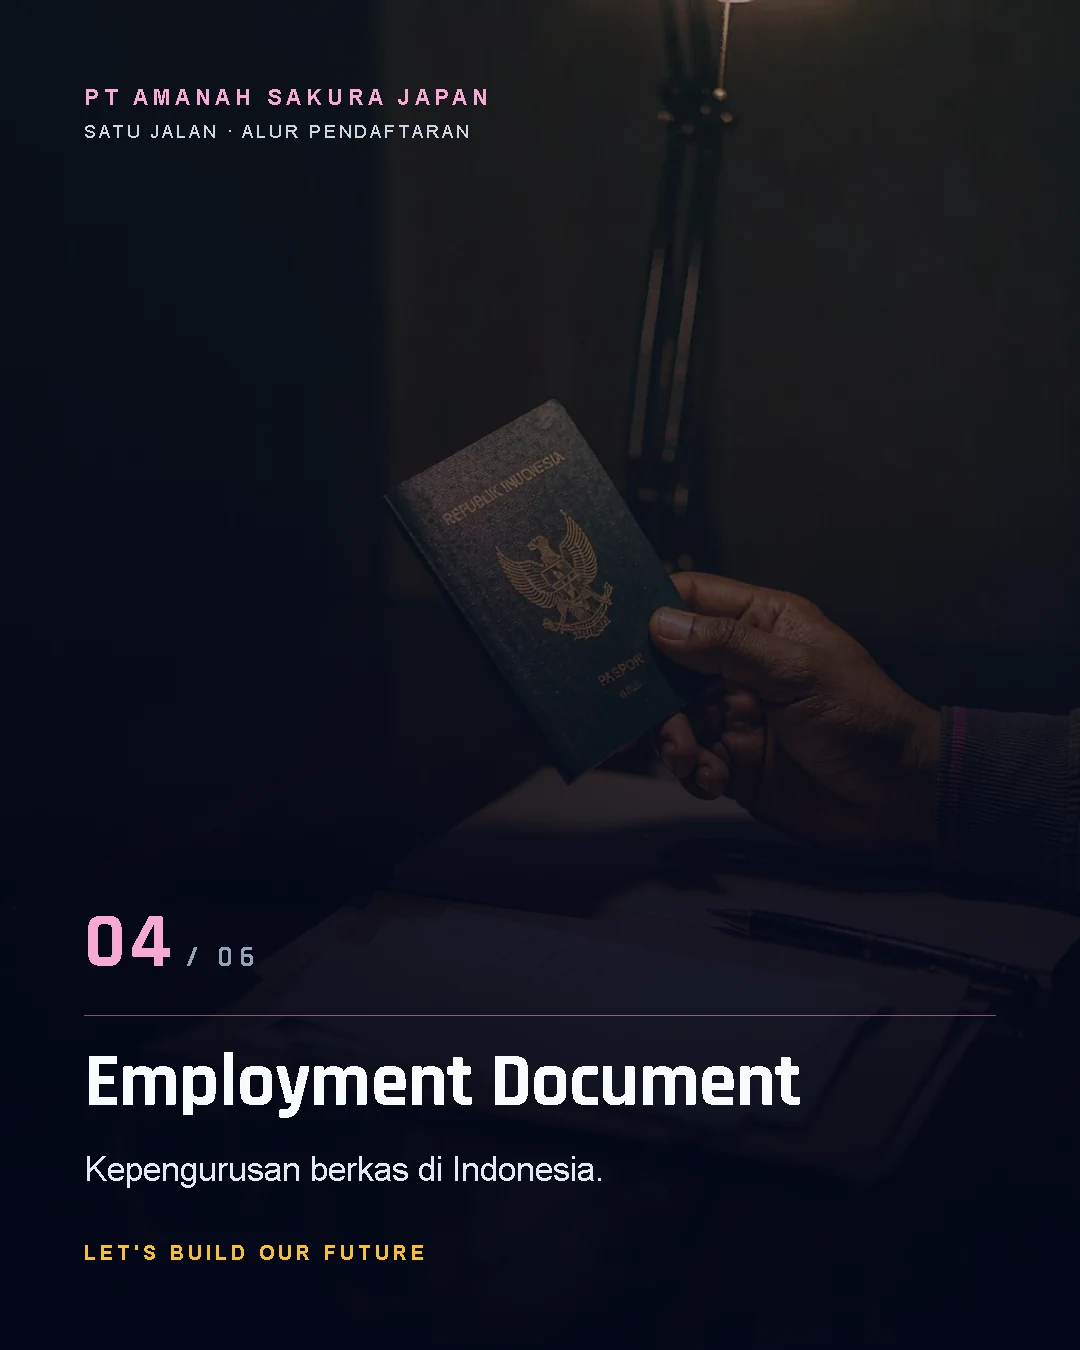 PT AMANAH SAKURA JAPAN
SATU JALAN · ALUR PENDAFTARAN
REPUBLIK INDONESIA
PASPOR
04 / 06
Employment Document
Kepengurusan berkas di Indonesia.
LET'S BUILD OUR FUTURE